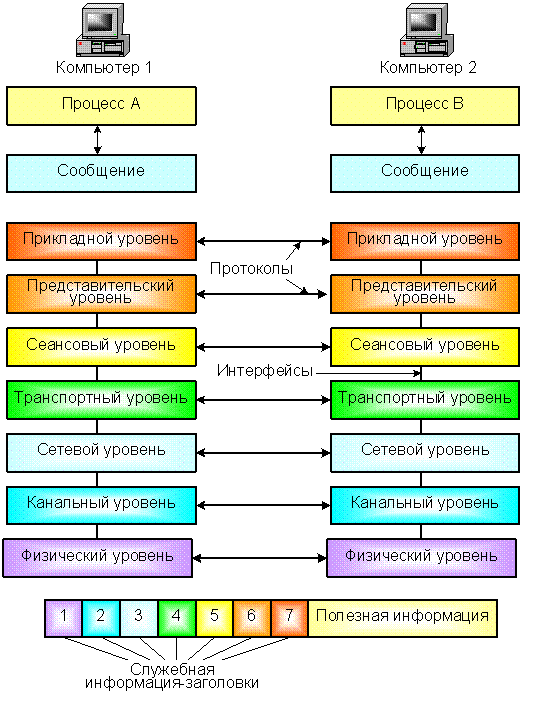 Компьютер 1
Компьютер 2
Процесс А
Процесс В
Сообщение
Сообщение
Прикладной уровень
Прикладной уровень
Протоколы
Представительский
уровень
Представительский
уровень
Сеансовый уровень
Сеансовый уровень
Интерфейсы
Транспортный уровень
Транспортный уровень
Сетевой уровень
Сетевой уровень
Канальный уровень
Канальный уровень
Физический уровень
Физический уровень
1 2 3 4 5 6 7 Полезная информация
Служебная
информация-заголовки